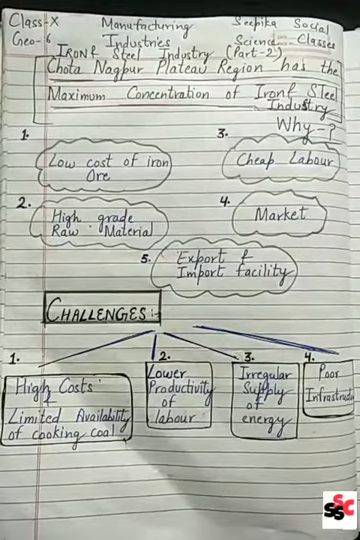 Class-X Manufacturing Deepika Social
Geo-6 Industries Science Classes
IRON & Steel Industry (Part-2)
Chota Nagpur Plateau Region has the
Maximum Concentration of Iron & Steel
Industry
Why-?
1.
Low cost of iron
Ore
3.
Cheap Labour
2.
High grade
Raw Material
4.
Market
5.
Export &
Import facility
CHALLENGES:-
1.
High Costs
&
Limited Availability
of cooking coal
2.
Lower
Productivity
of
labour
3.
Irregular
Supply
of
energy
4.
Poor
Infrastruc
SSC